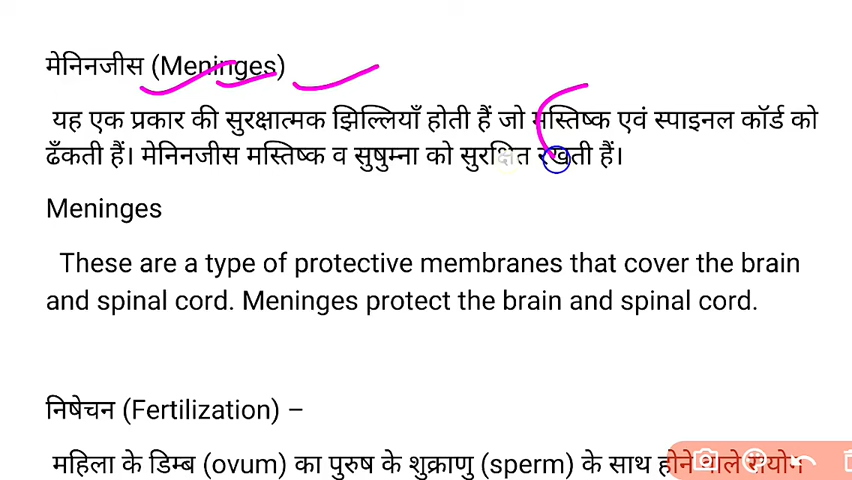 मेनिनजीस (Meninges)
यह एक प्रकार की सुरक्षात्मक झिल्लियाँ होती हैं जो मस्तिष्क एवं स्पाइनल कॉर्ड को
ढँकती हैं। मेनिनजीस मस्तिष्क व सुषुम्ना को सुरक्षित रखती हैं।
Meninges
These are a type of protective membranes that cover the brain
and spinal cord. Meninges protect the brain and spinal cord.
निषेचन (Fertilization) –
महिला के डिम्ब (ovum) का पुरुष के शुक्राणु (sperm) के साथ होने वाले संयोग